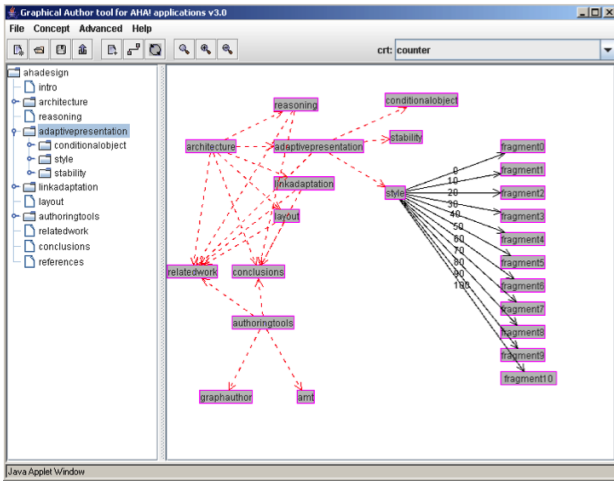 Graphical Author tool for AHA! applications v3.0
File Concept Advanced Help
crt: counter
ahadesign
intro
architecture
reasoning
adaptivepresentation
conditionalobject
style
stability
linkadaptation
layout
authoringtools
relatedwork
conclusions
references
reasoning
conditionalobject
architecture
adaptivepresentation
stability
linkadaptation
style
layout
relatedwork
conclusions
authoringtools
graphauthor
amt
0
10
20
30
40
50
60
70
80
90
100
fragment0
fragment1
fragment2
fragment3
fragment4
fragment5
fragment6
fragment7
fragment8
fragment9
fragment10
Java Applet Window